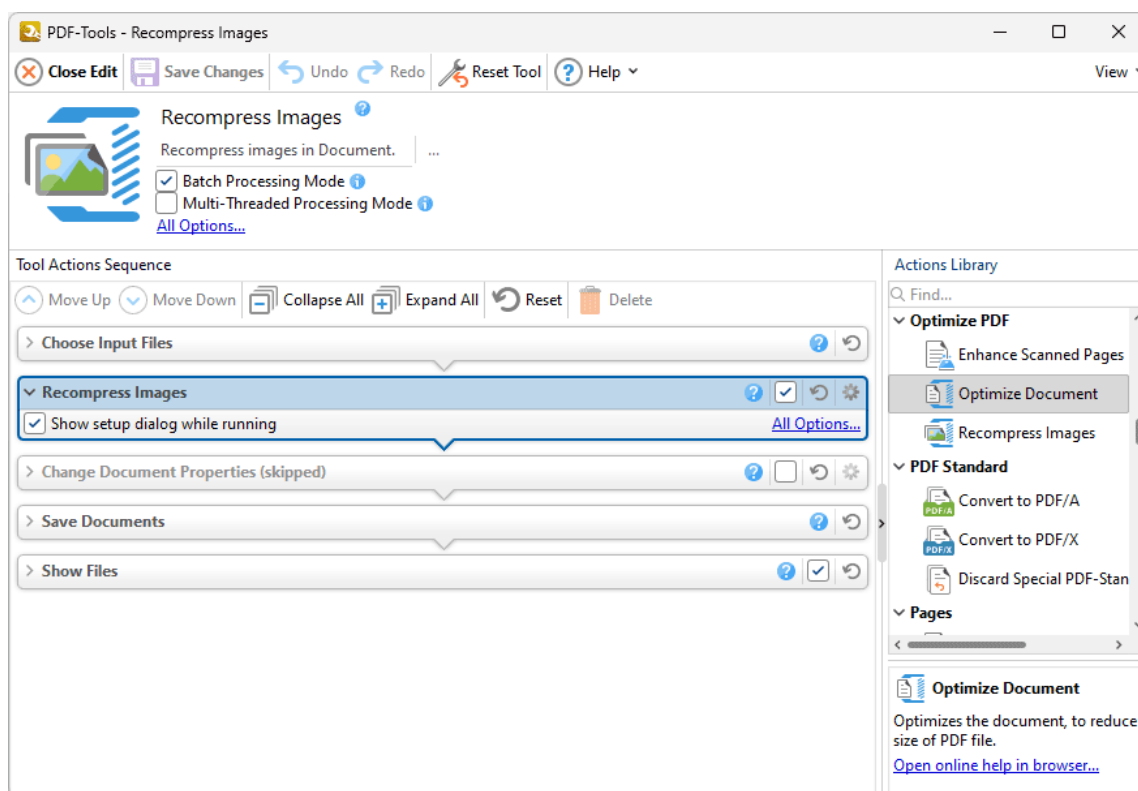 PDF-Tools - Recompress Images
Close Edit Save Changes Undo Redo Reset Tool Help View
Recompress Images
Recompress images in Document. ...
Batch Processing Mode
Multi-Threaded Processing Mode
All Options...
Tool Actions Sequence
Move Up Move Down Collapse All Expand All Reset Delete
Choose Input Files
Recompress Images
Show setup dialog while running All Options...
Change Document Properties (skipped)
Save Documents
Show Files
Actions Library
Find...
Optimize PDF
Enhance Scanned Pages
Optimize Document
Recompress Images
PDF Standard
PDF/A Convert to PDF/A
PDF/X Convert to PDF/X
Discard Special PDF-Stan
Pages
Optimize Document
Optimizes the document, to reduce
size of PDF file.
Open online help in browser...